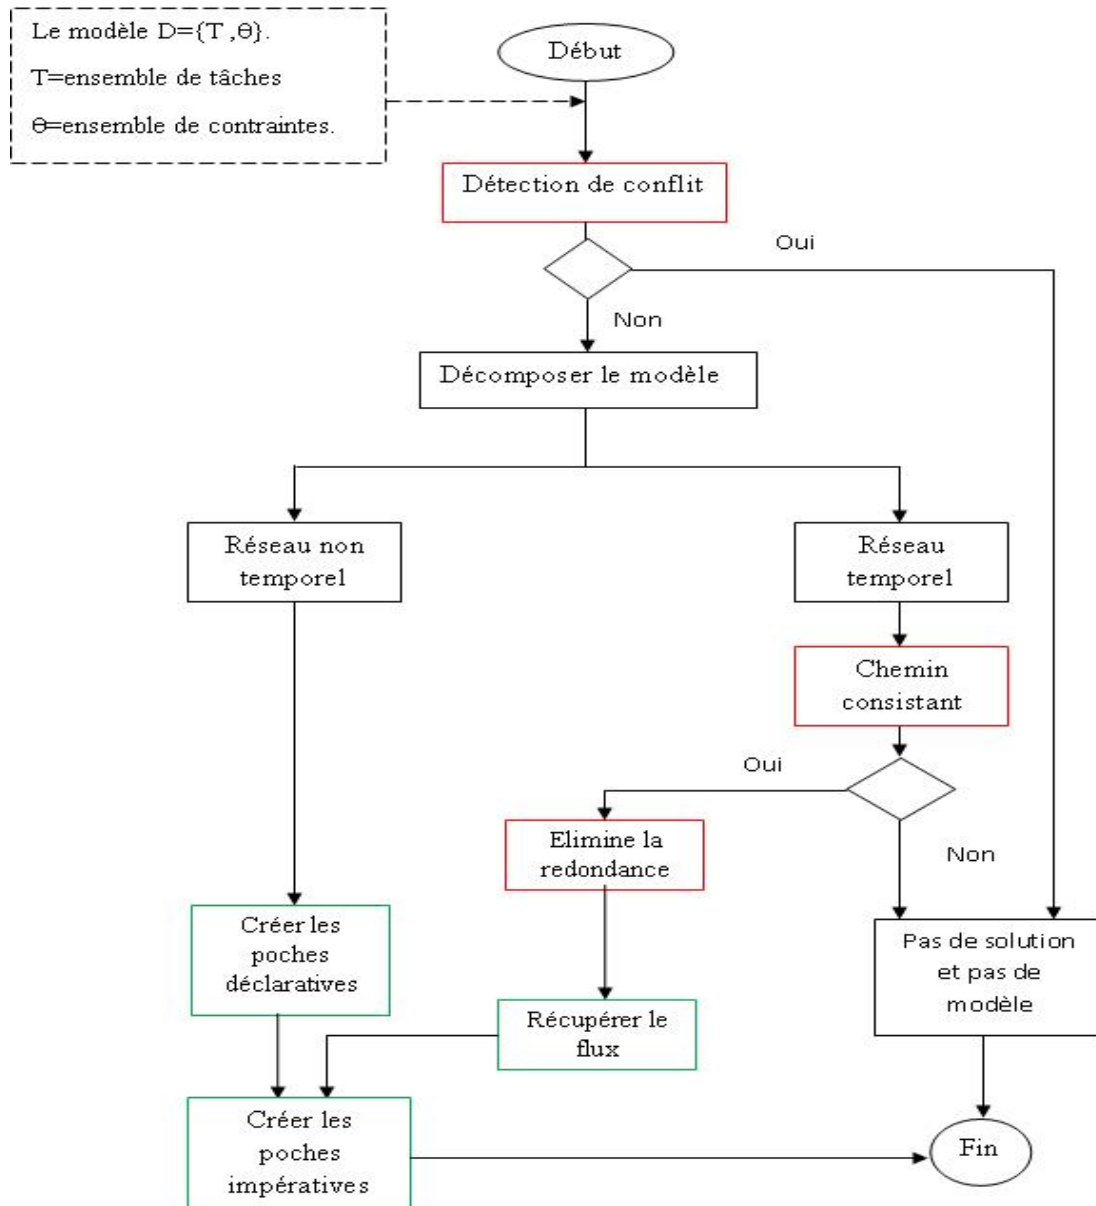 Le modèle D={T ,Θ}.
T=ensemble de tâches
Θ=ensemble de contraintes.
Début
Détection de conflit
Oui
Non
Décomposer le modèle
Réseau non
temporel
Réseau
temporel
Chemin
consistant
Oui
Elimine la
redondance
Non
Créer les
poches
déclaratives
Pas de solution
et pas de
modèle
Récupérer le
flux
Créer les
poches
impératives
Fin